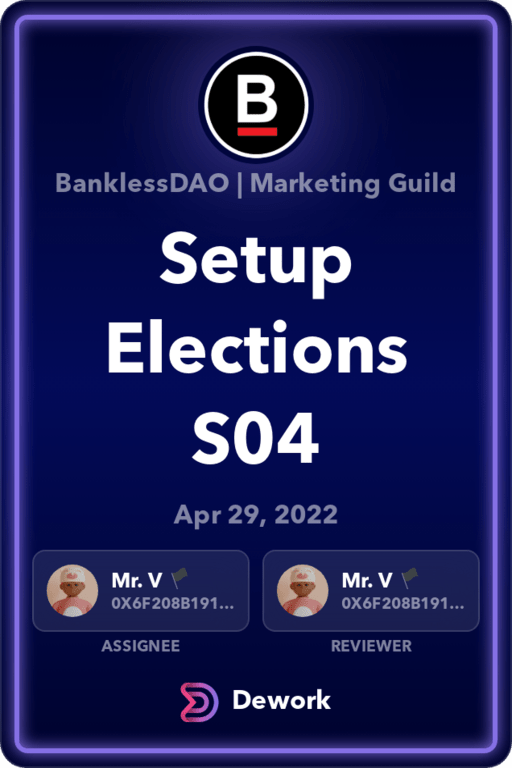 B
BanklessDAO | Marketing Guild
Setup
Elections
S04
Apr 29, 2022
Mr. V 🏴
0X6F208B191...
ASSIGNEE
Mr. V 🏴
0X6F208B191...
REVIEWER
Dework